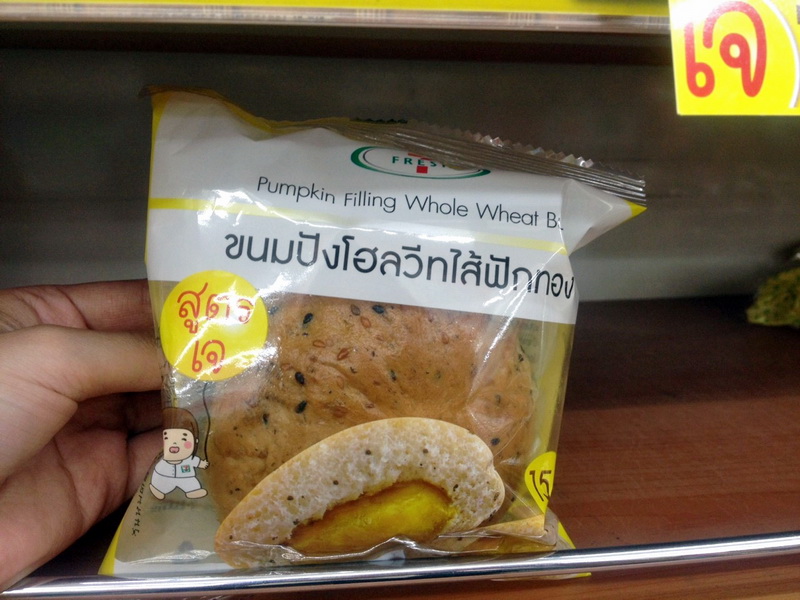 เจ
FRESH
Pumpkin Filling Whole Wheat
ขนมปังโฮลวีทไส้ฟักทอง
สูตร
เจ
15